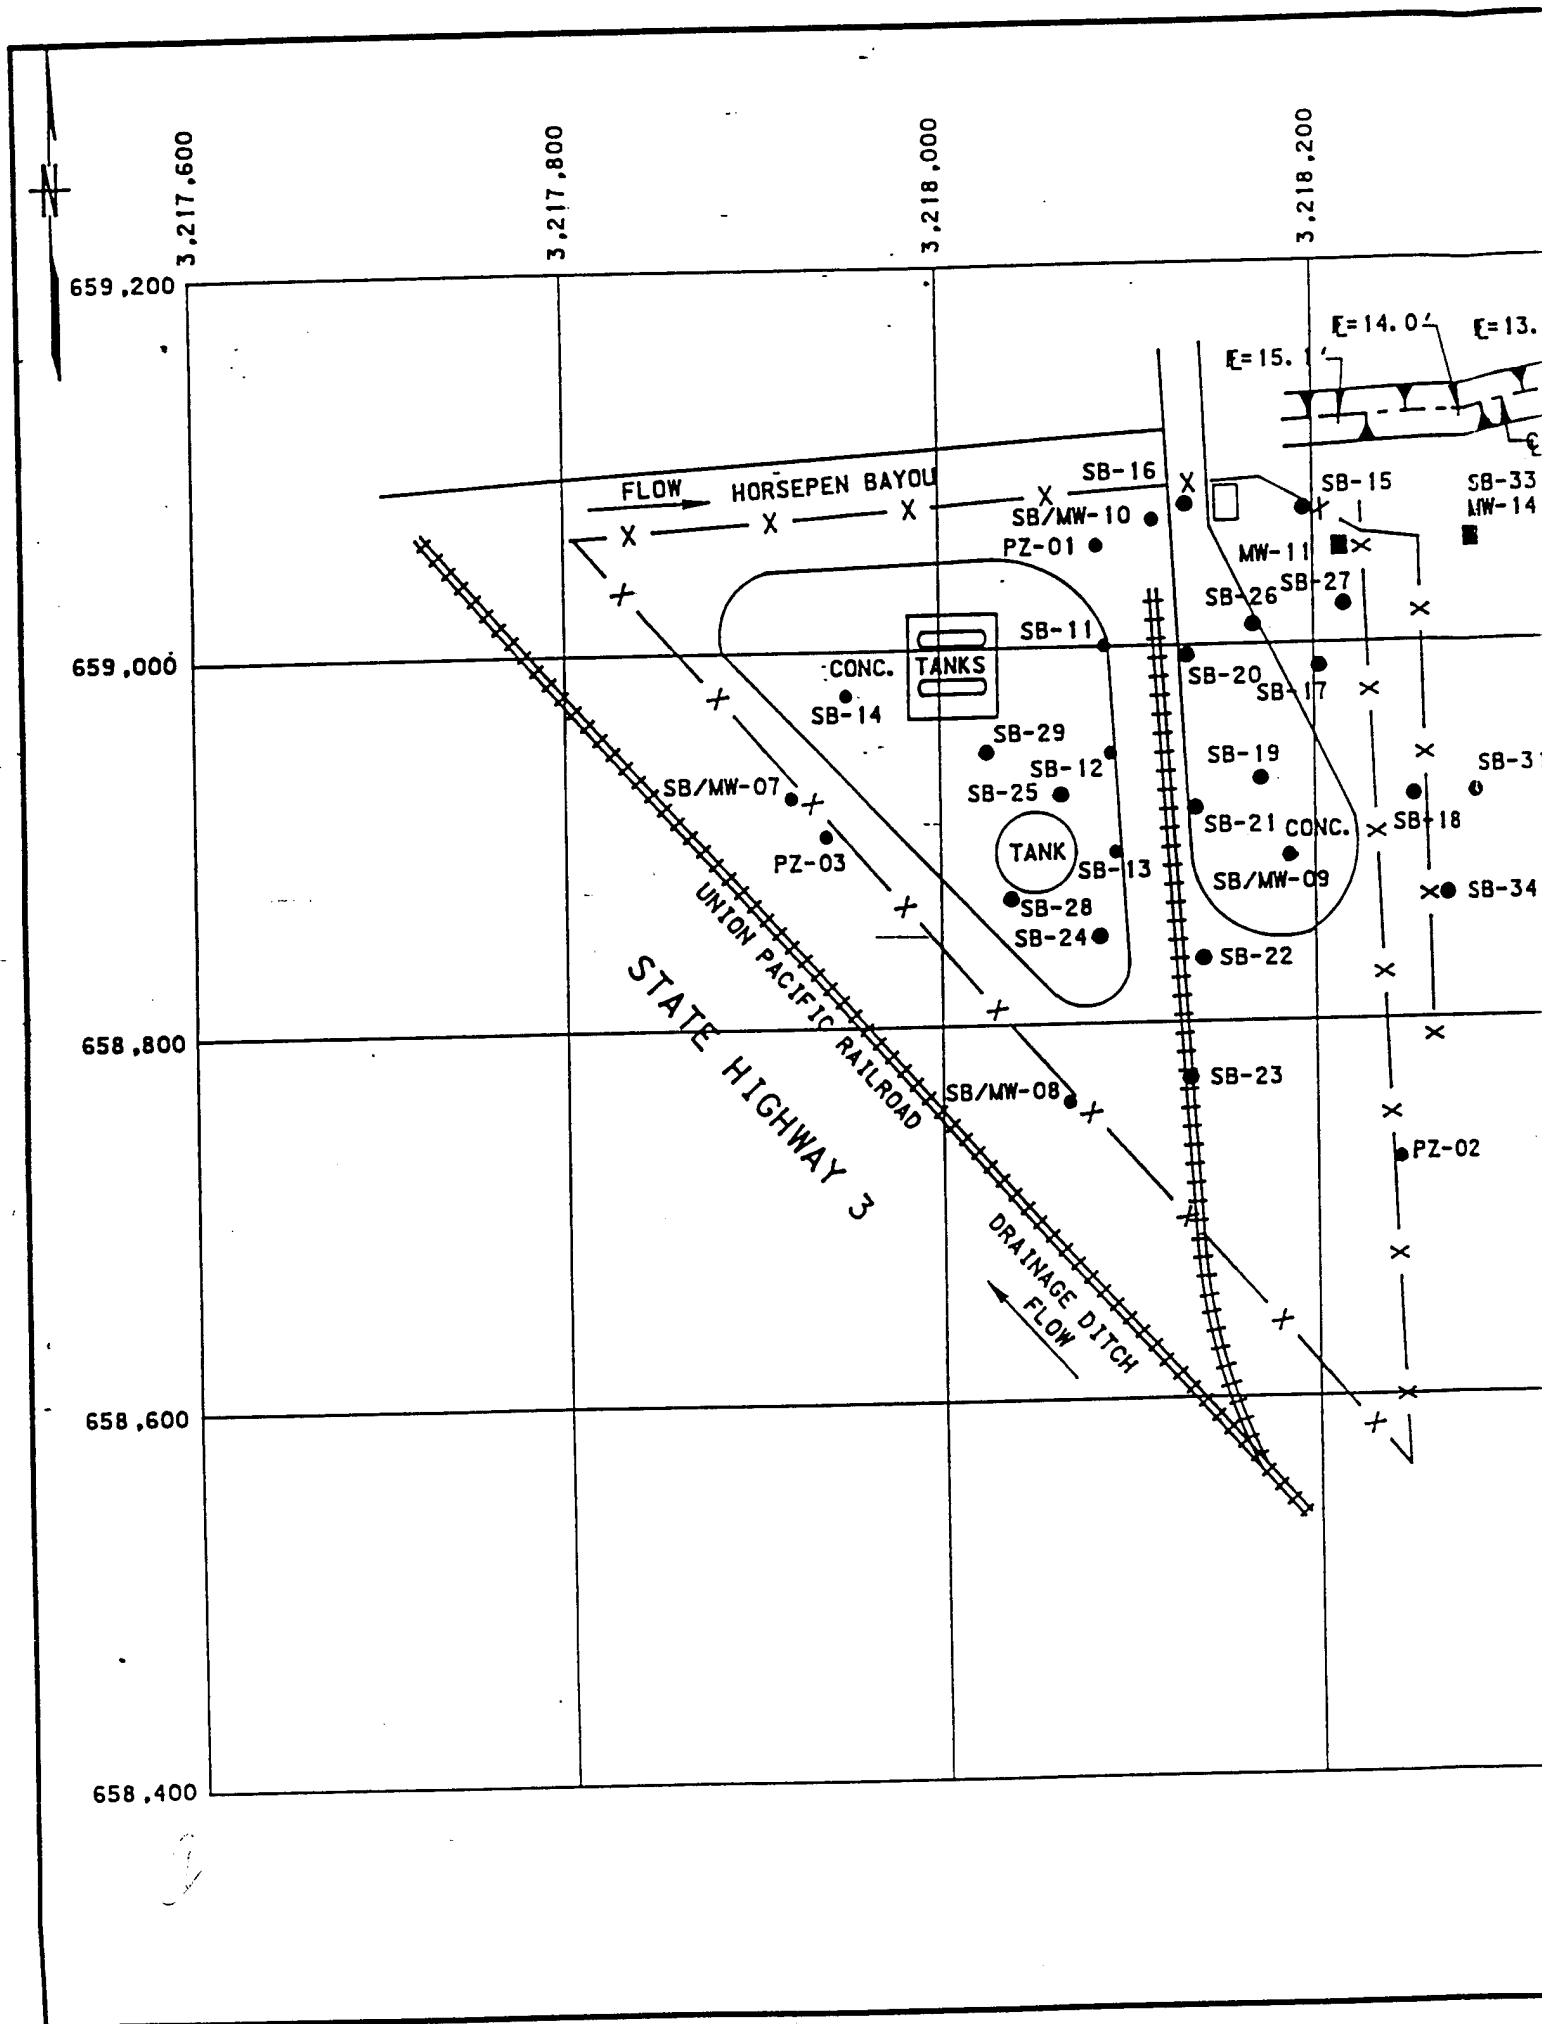 N
3,217,600
3,217,800
3,218,000
3,218,200
659,200
659,000
658,800
658,600
658,400
E=14.0'
E=13.
E=15.1'
FLOW
HORSEPEN BAYOU
SB-16
X
SB-15
SB-33
MW-14
SB/MW-10
PZ-01
MW-11
SB-27
SB-26
SB-11
CONC.
TANKS
SB-14
SB-20
SB-17
SB-29
SB-12
SB-25
SB-19
SB-31
SB/MW-07
PZ-03
TANK
SB-21
CONC.
SB-18
SB-13
SB/MW-09
SB-34
SB-28
SB-24
SB-22
UNION PACIFIC RAILROAD
STATE HIGHWAY 3
SB-23
SB/MW-08
PZ-02
DRAINAGE DITCH
FLOW